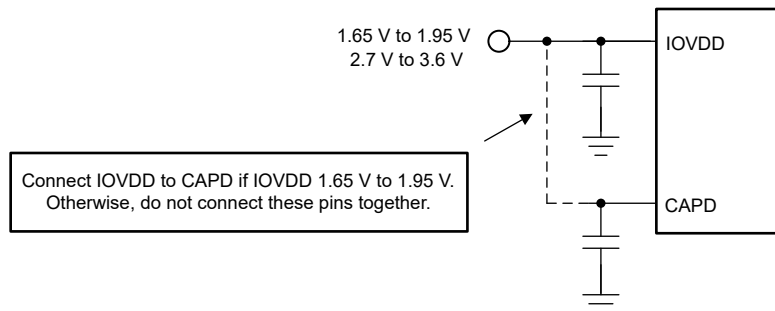 1.65 V to 1.95 V
2.7 V to 3.6 V
IOVDD
Connect IOVDD to CAPD if IOVDD 1.65 V to 1.95 V.
Otherwise, do not connect these pins together.
CAPD